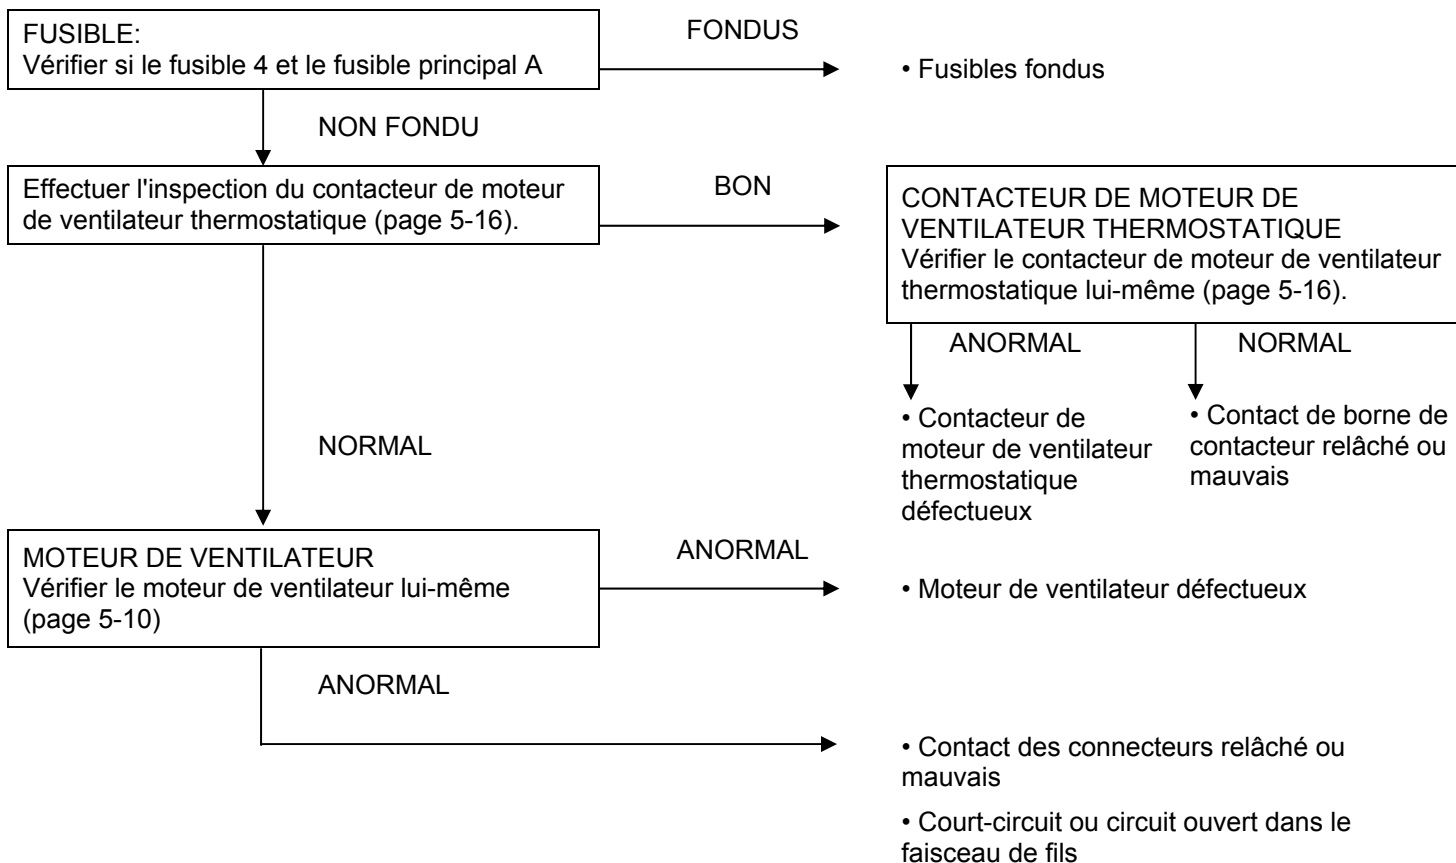 FUSIBLE:
Vérifier si le fusible 4 et le fusible principal A
FONDUS
• Fusibles fondus
NON FONDU
Effectuer l'inspection du contacteur de moteur
de ventilateur thermostatique (page 5-16).
BON
CONTACTEUR DE MOTEUR DE
VENTILATEUR THERMOSTATIQUE
Vérifier le contacteur de moteur de ventilateur
thermostatique lui-même (page 5-16).
ANORMAL
NORMAL
• Contacteur de
moteur de ventilateur
thermostatique
défectueux
• Contact de borne de
contacteur relâché ou
mauvais
NORMAL
MOTEUR DE VENTILATEUR
Vérifier le moteur de ventilateur lui-même
(page 5-10)
ANORMAL
• Moteur de ventilateur défectueux
ANORMAL
• Contact des connecteurs relâché ou
mauvais
• Court-circuit ou circuit ouvert dans le
faisceau de fils